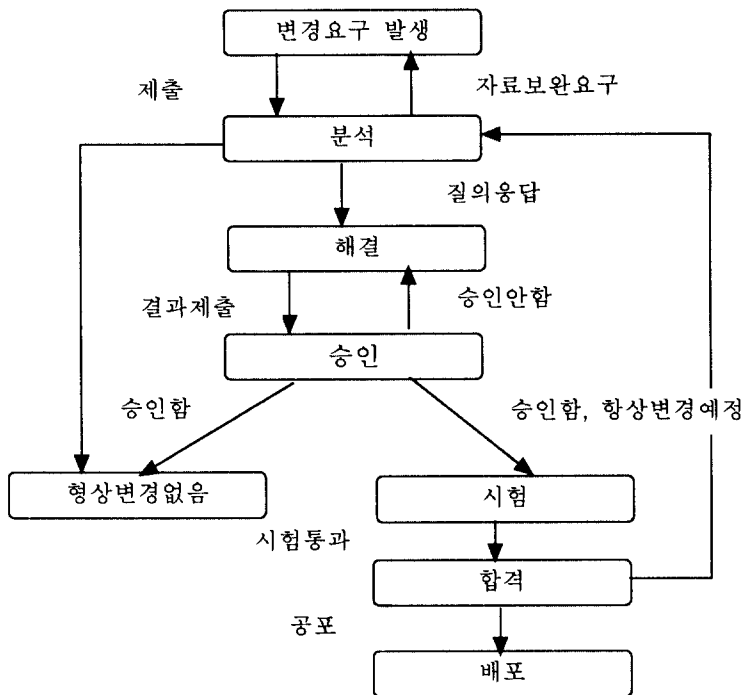 변경요구 발생
제출
자료보완요구
분석
질의응답
해결
결과제출
승인안함
승인
승인함
승인함, 항상변경예정
형상변경없음
시험
시험통과
합격
공포
배포